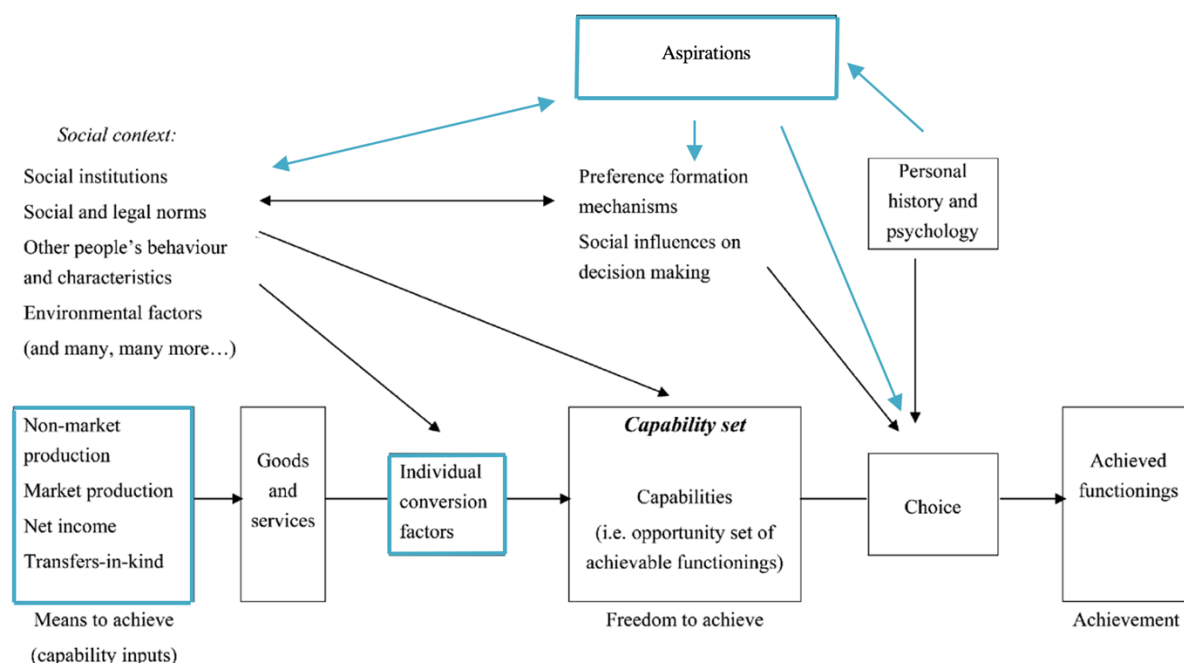 Aspirations
Social context:
Social institutions
Social and legal norms
Other people’s behaviour
and characteristics
Environmental factors
(and many, many more…)
Preference formation
mechanisms
Social influences on
decision making
Personal
history and
psychology
Non-market
production
Market production
Net income
Transfers-in-kind
Means to achieve
(capability inputs)
Goods
and
services
Individual
conversion
factors
Capability set
Capabilities
(i.e. opportunity set of
achievable functionings)
Freedom to achieve
Choice
Achieved
functionings
Achievement